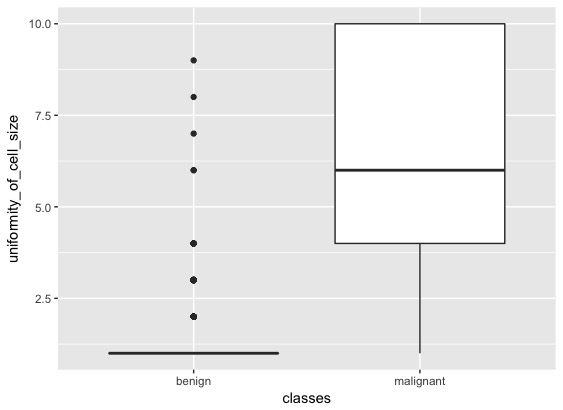 10.0
7.5
5.0
2.5
uniformity_of_cell_size
benign malignant
classes